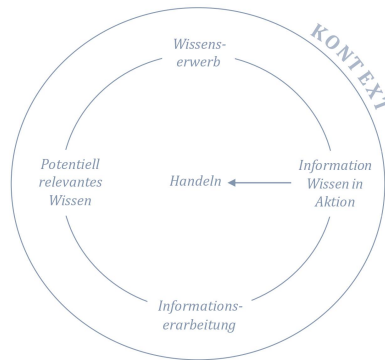 KONTEXT
Wissens-
erwerb
Potentiell
relevantes
Wissen
Handeln
Information
Wissen in
Aktion
Informations-
erarbeitung